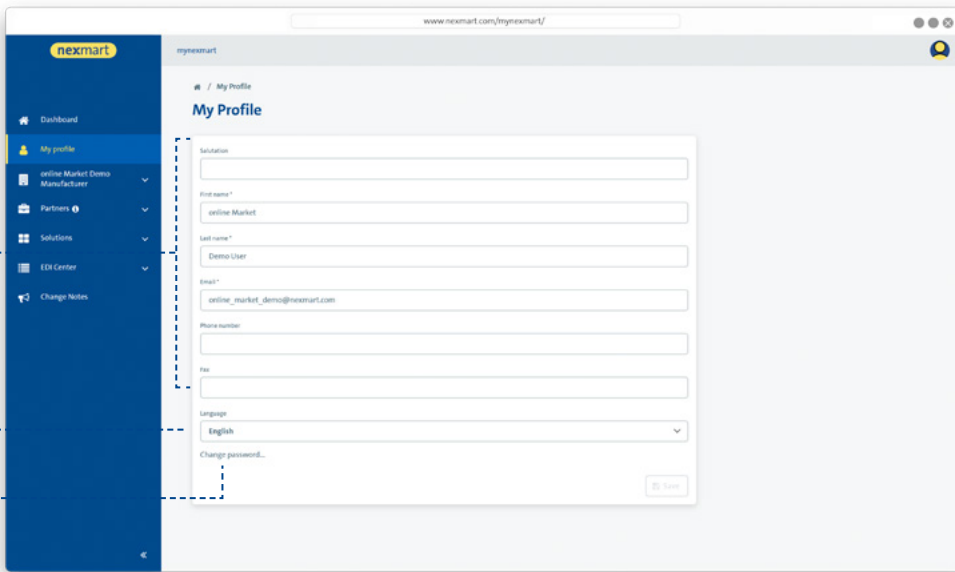 www.nexmart.com/mynexmart/
nexmart
mynexmart
/ My Profile
My Profile
Dashboard
My profile
online Market Demo
Manufacturer
Partners
Solutions
EDI Center
Change Notes
Salutation
First name *
online Market
Last name *
Demo User
Email *
online_market_demo@nexmart.com
Phone number
Fax
Language
English
Change password...
Save